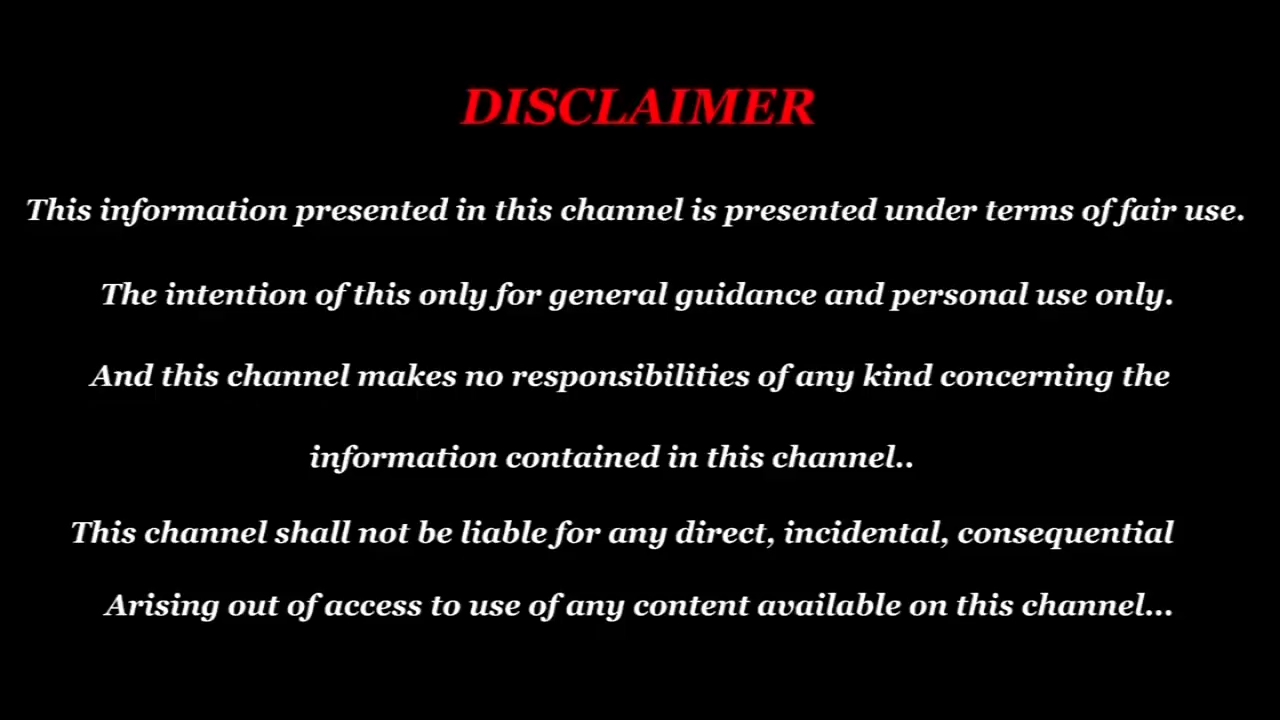 DISCLAIMER
This information presented in this channel is presented under terms of fair use.
The intention of this only for general guidance and personal use only.
And this channel makes no responsibilities of any kind concerning the
information contained in this channel..
This channel shall not be liable for any direct, incidental, consequential
Arising out of access to use of any content available on this channel...